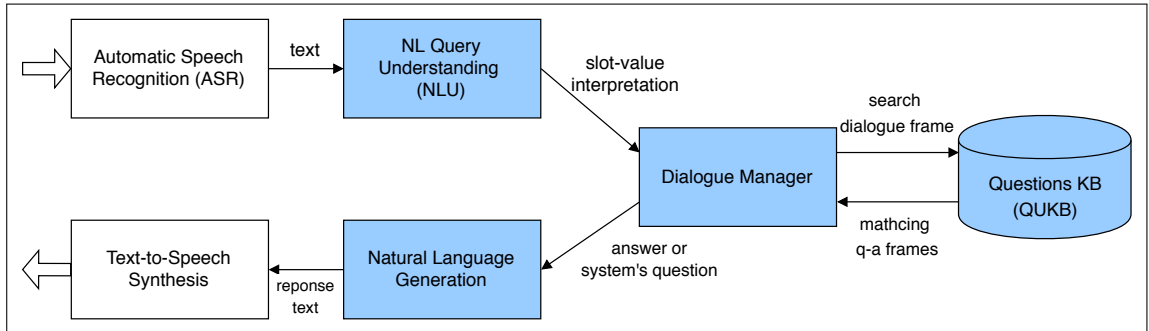 Automatic Speech
Recognition (ASR)
text
NL Query
Understanding
(NLU)
slot-value
interpretation
Dialogue Manager
search
dialogue frame
Questions KB
(QUKB)
mathcing
q-a frames
answer or
system's question
Natural Language
Generation
reponse
text
Text-to-Speech
Synthesis